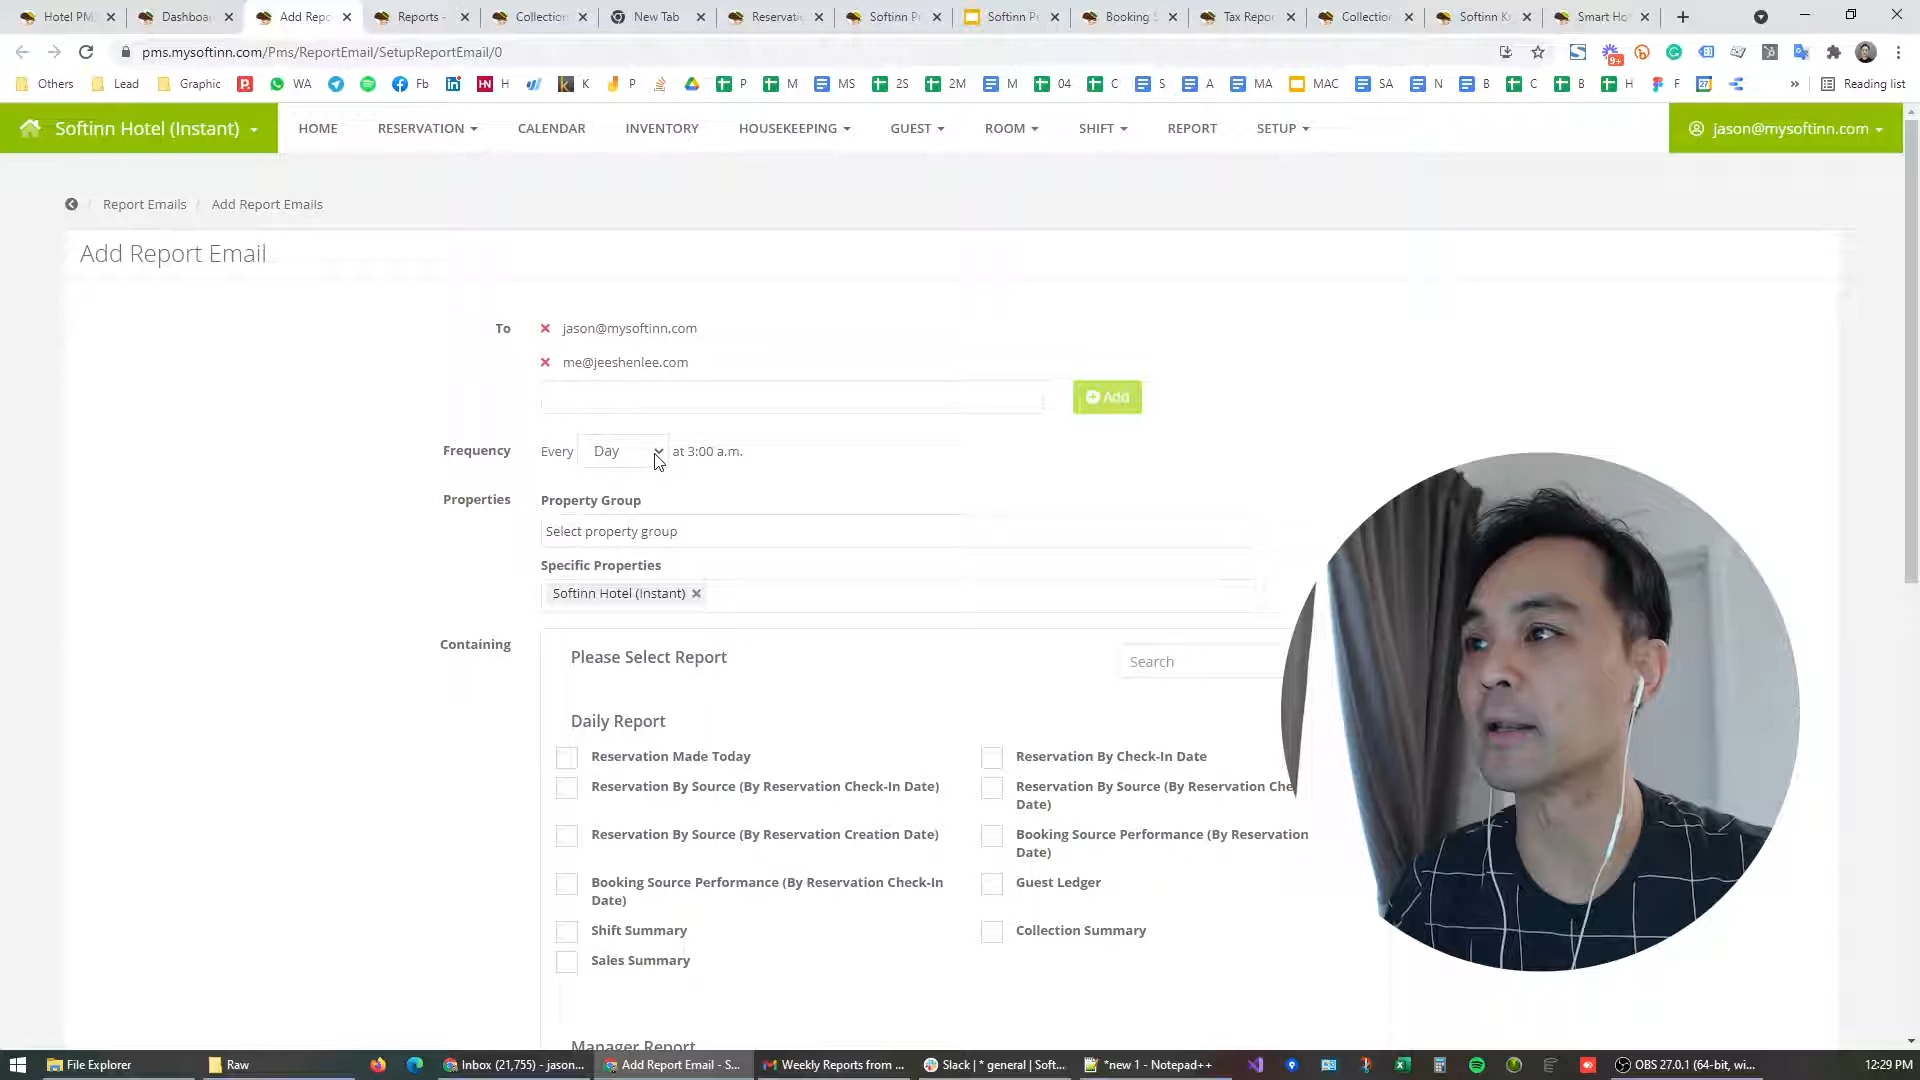 Hotel PM
Dashboa
Add Repo
Reports -
Collection
New Tab
Reservati
Softinn P
Softinn P
Booking S
Tax Repo
Collection
Softinn K
Smart Ho
pms.mysoftinn.com/Pms/ReportEmail/SetupReportEmail/0
9+
Others
Lead
Graphic
WA
Fb
H
K
P
P
M
MS
2S
2M
M
04
C
S
A
MA
MAC
SA
N
B
C
B
H
F
»
Reading list
Softinn Hotel (Instant)
HOME
RESERVATION
CALENDAR
INVENTORY
HOUSEKEEPING
GUEST
ROOM
SHIFT
REPORT
SETUP
jason@mysoftinn.com
/ Report Emails / Add Report Emails
Add Report Email
To
jason@mysoftinn.com
me@jeeshenlee.com
Add
Frequency
Every Day at 3:00 a.m.
Properties
Property Group
Select property group
Specific Properties
Softinn Hotel (Instant)
Containing
Please Select Report
Search
Daily Report
Reservation Made Today
Reservation By Check-In Date
Reservation By Source (By Reservation Check-In Date)
Reservation By Source (By Reservation Che
Date)
Reservation By Source (By Reservation Creation Date)
Booking Source Performance (By Reservation
Date)
Booking Source Performance (By Reservation Check-In
Date)
Guest Ledger
Shift Summary
Collection Summary
Sales Summary
Manager Report
File Explorer
Raw
Inbox (21,755) - jason...
Add Report Email - S...
Weekly Reports from ...
Slack | * general | Soft...
*new 1 - Notepad++
OBS 27.0.1 (64-bit, wi...
12:29 PM